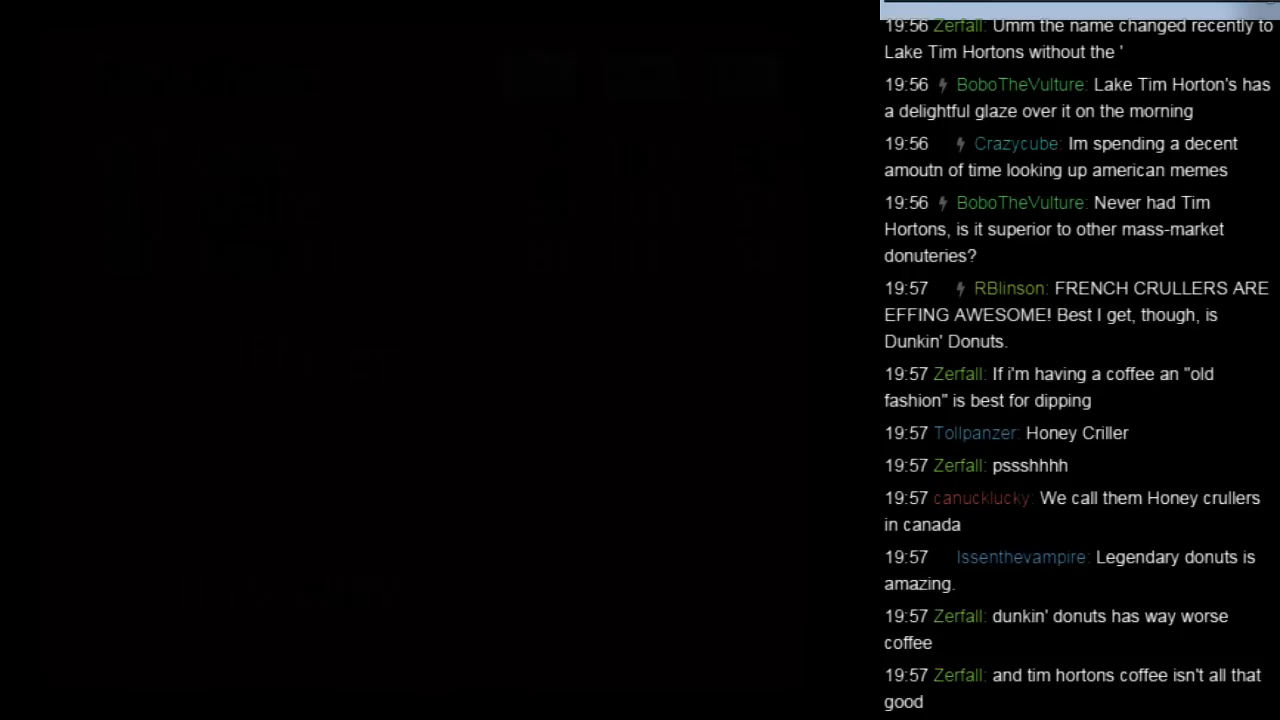 19:56 Zerfall: Umm the name changed recently to
Lake Tim Hortons without the '
19:56 BoboTheVulture: Lake Tim Horton's has
a delightful glaze over it on the morning
19:56 Crazycube: Im spending a decent
amoutn of time looking up american memes
19:56 BoboTheVulture: Never had Tim
Hortons, is it superior to other mass-market
donuteries?
19:57 RBlinson: FRENCH CRULLERS ARE
EFFING AWESOME! Best I get, though, is
Dunkin' Donuts.
19:57 Zerfall: If i'm having a coffee an "old
fashion" is best for dipping
19:57 Tollpanzer: Honey Criller
19:57 Zerfall: pssshhhh
19:57 canucklucky: We call them Honey crullers
in canada
19:57 Issenthevampire: Legendary donuts is
amazing.
19:57 Zerfall: dunkin' donuts has way worse
coffee
19:57 Zerfall: and tim hortons coffee isn't all that
good